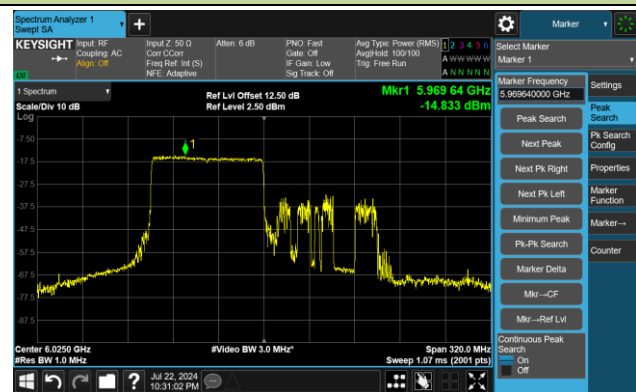 Spectrum Analyzer 1
Swept SA
Marker
KEYSIGHT
Input: RF
Coupling: AC
Align: Off
Input Z: 50 Ω
Corr CCorr
Freq Ref: Int (S)
NFE: Adaptive
Atten: 6 dB
PNO: Fast
Gate: Off
IF Gain: Low
Sig Track: Off
Avg Type: Power (RMS)
Avg|Hold: 100/100
Trig: Free Run
1 2 3 4 5 6
A W W W W W
A N N N N N
Select Marker
Marker 1
1 Spectrum
Scale/Div 10 dB
Log
Ref Lvl Offset 12.50 dB
Ref Level 2.50 dBm
Mkr1 5.969 64 GHz
-14.833 dBm
1
-7.50
-17.5
-27.5
-37.5
-47.5
-57.5
-67.5
-77.5
-87.5
Center 6.0250 GHz
#Res BW 1.0 MHz
#Video BW 3.0 MHz*
Span 320.0 MHz
Sweep 1.07 ms (2001 pts)
Marker Frequency
5.969640000 GHz
Peak Search
Next Peak
Next Pk Right
Next Pk Left
Minimum Peak
Pk-Pk Search
Marker Delta
Mkr→CF
Mkr→Ref Lvl
Continuous Peak
Search
On
Off
Settings
Peak
Search
Pk Search
Config
Properties
Marker
Function
Marker→
Counter
?
Jul 22, 2024
10:31:02 PM